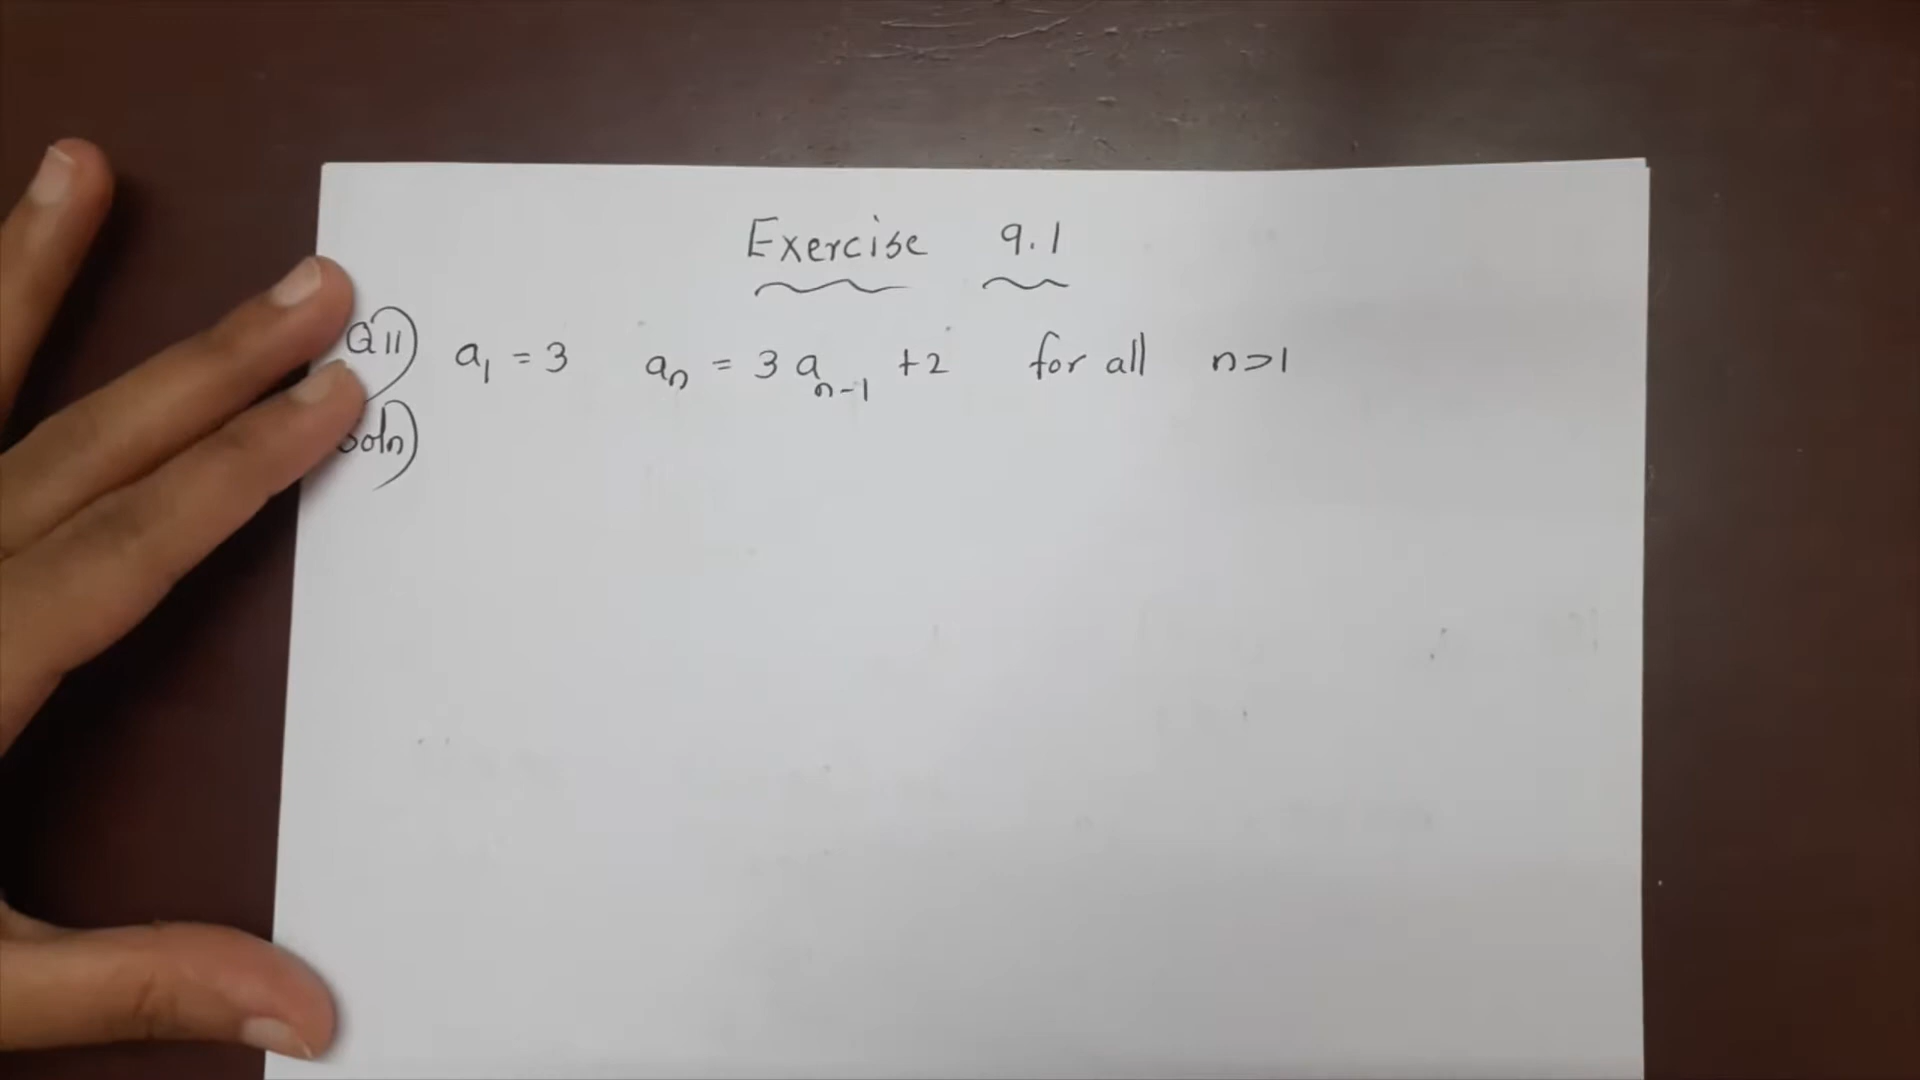 Exercise 9.1
Q11) a₁ = 3 aₙ = 3 aₙ₋₁ + 2 for all n>1
Soln)